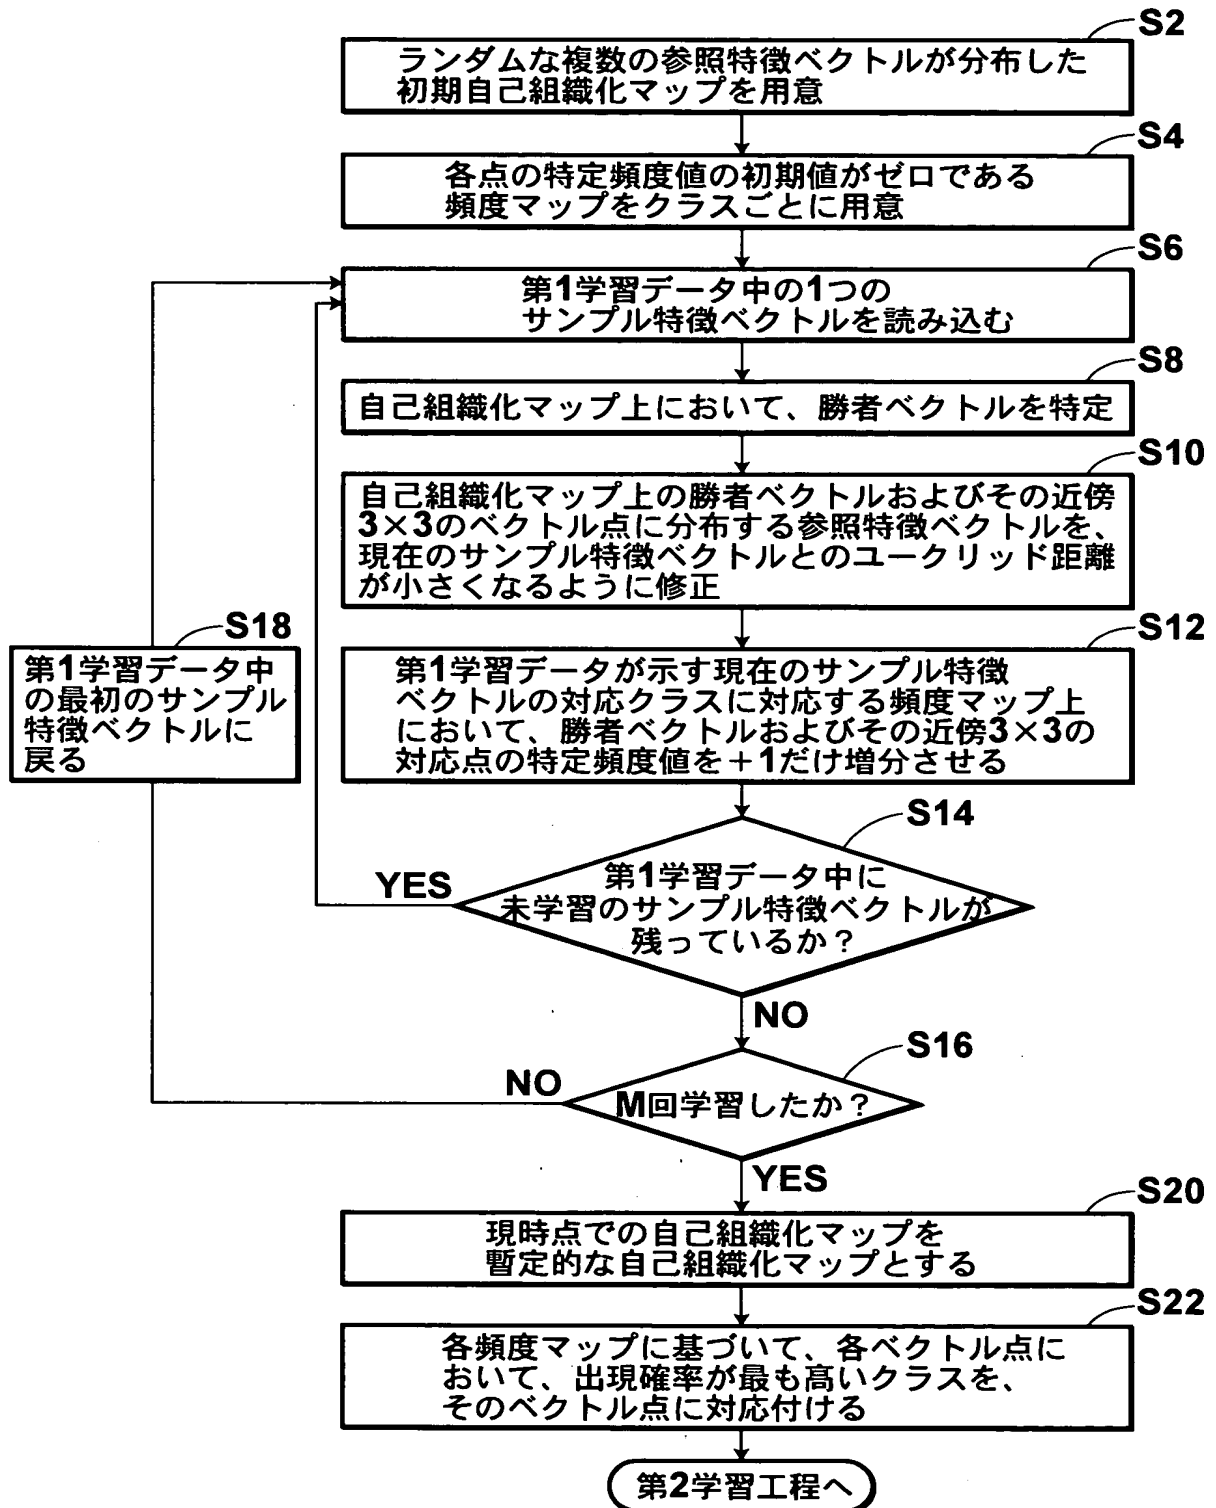 S2
ランダムな複数の参照特徴ベクトルが分布した
初期自己組織化マップを用意
S4
各点の特定頻度値の初期値がゼロである
頻度マップをクラスごとに用意
S6
第1学習データ中の1つの
サンプル特徴ベクトルを読み込む
S8
自己組織化マップ上において、勝者ベクトルを特定
S10
自己組織化マップ上の勝者ベクトルおよびその近傍
3×3のベクトル点に分布する参照特徴ベクトルを、
現在のサンプル特徴ベクトルとのユークリッド距離
が小さくなるように修正
S18
第1学習データ中
の最初のサンプル
特徴ベクトルに
戻る
S12
第1学習データが示す現在のサンプル特徴
ベクトルの対応クラスに対応する頻度マップ上
において、勝者ベクトルおよびその近傍3×3の
対応点の特定頻度値を＋1だけ増分させる
S14
YES
第1学習データ中に
未学習のサンプル特徴ベクトルが
残っているか？
NO
S16
NO
M回学習したか？
YES
S20
現時点での自己組織化マップを
暫定的な自己組織化マップとする
S22
各頻度マップに基づいて、各ベクトル点に
おいて、出現確率が最も高いクラスを、
そのベクトル点に対応付ける
第2学習工程へ